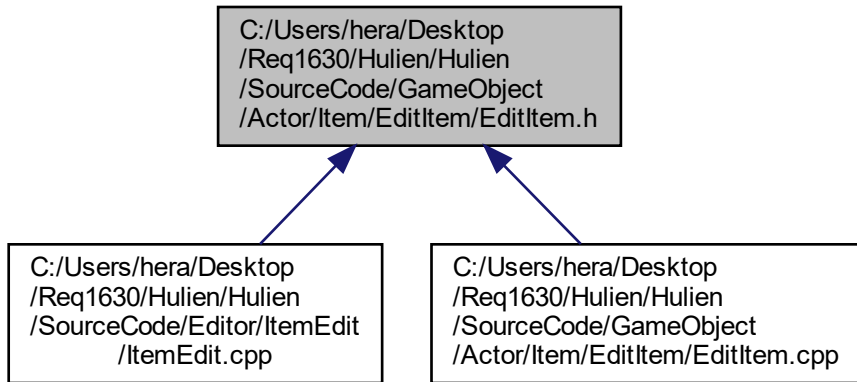 C:/Users/hera/Desktop
/Req1630/Hulien/Hulien
/SourceCode/GameObject
/Actor/Item/EditItem/EditItem.h
C:/Users/hera/Desktop
/Req1630/Hulien/Hulien
/SourceCode/Editor/ItemEdit
/ItemEdit.cpp
C:/Users/hera/Desktop
/Req1630/Hulien/Hulien
/SourceCode/GameObject
/Actor/Item/EditItem/EditItem.cpp